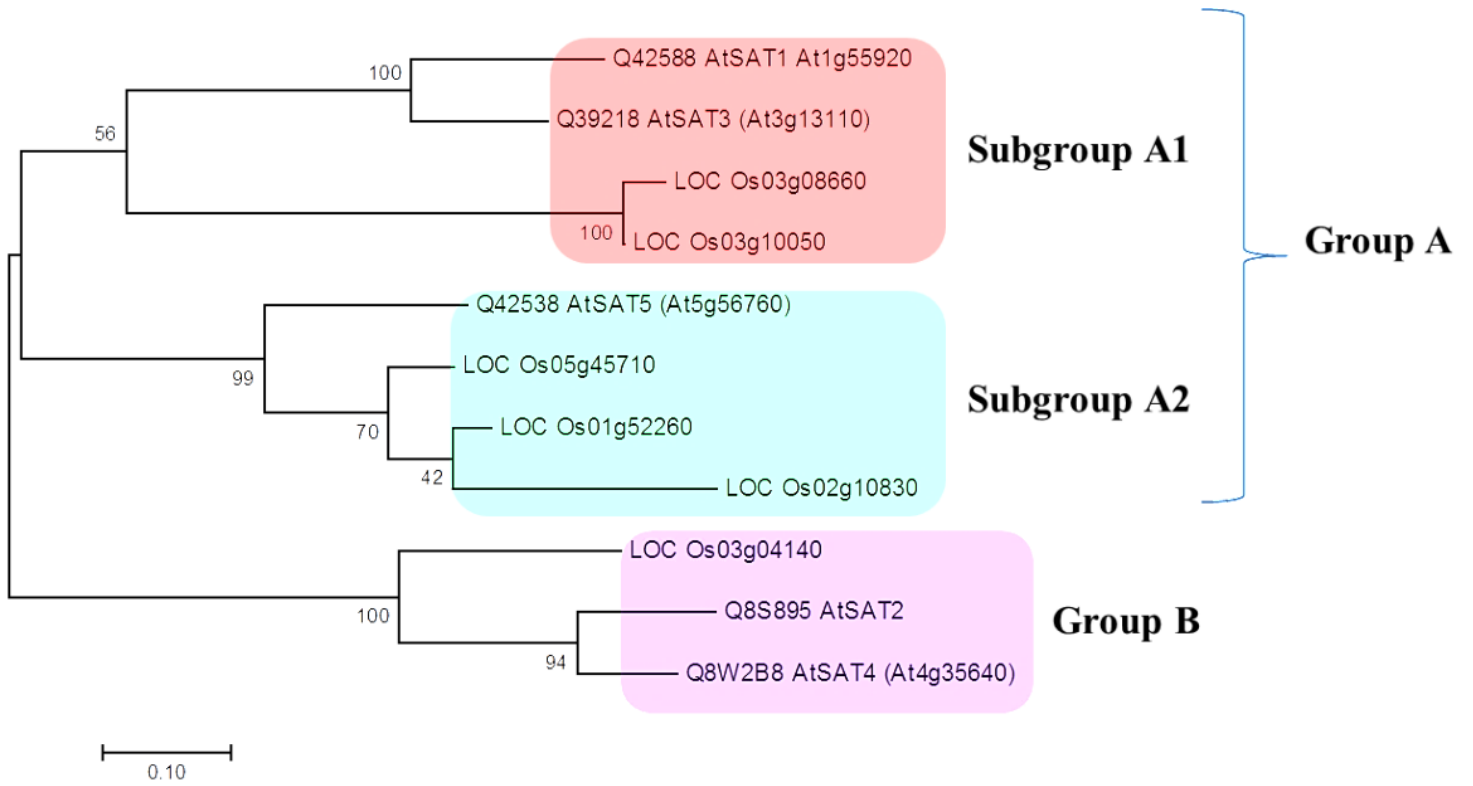 Q42588 AtSAT1 At1g55920
100
Q39218 AtSAT3 (At3g13110)
56
Subgroup A1
LOC Os03g08660
100
LOC Os03g10050
Group A
Q42538 AtSAT5 (At5g56760)
LOC Os05g45710
99
Subgroup A2
LOC Os01g52260
70
42
LOC Os02g10830
LOC Os03g04140
100
Q8S895 AtSAT2
Group B
94
Q8W2B8 AtSAT4 (At4g35640)
0.10